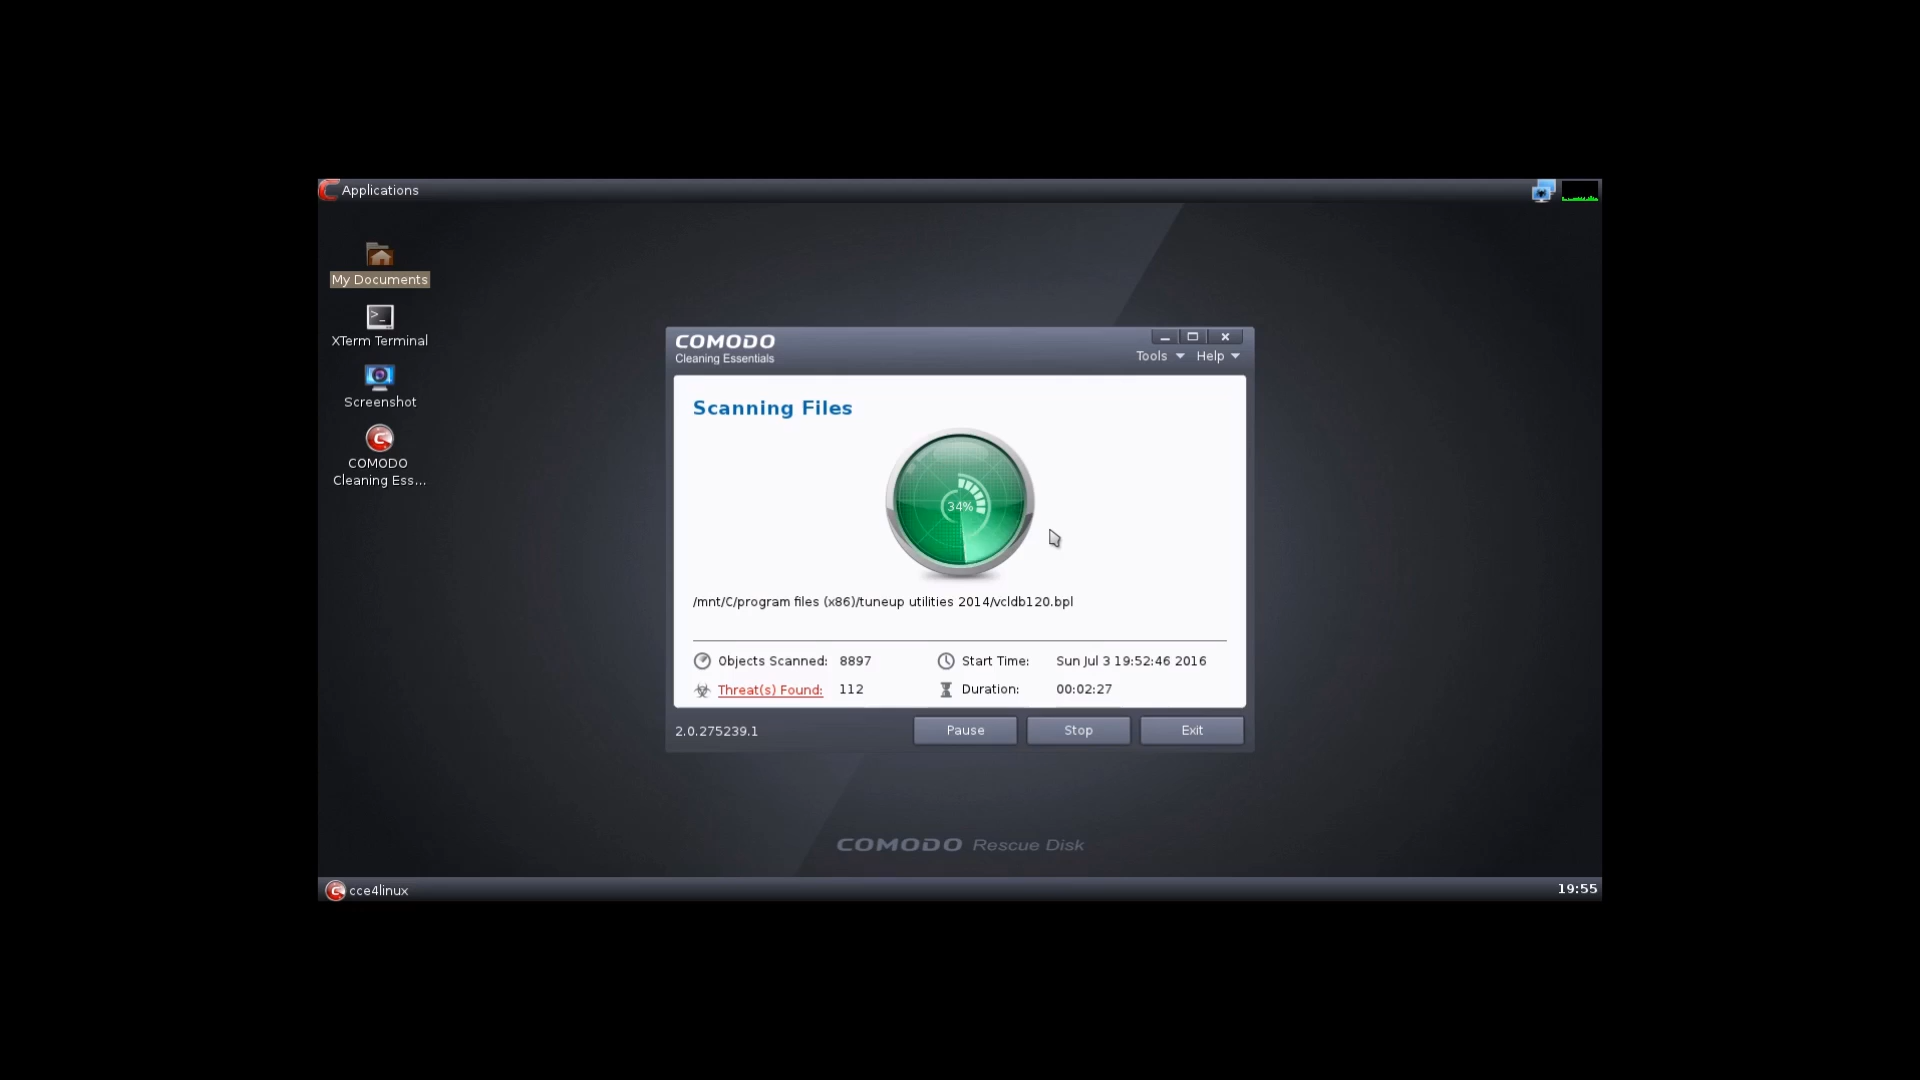 Applications
My Documents
XTerm Terminal
Screenshot
COMODO
Cleaning Ess...
COMODO
Cleaning Essentials
Tools Help
Scanning Files
34%
/mnt/C/program files (x86)/tuneup utilities 2014/vcldb120.bpl
Objects Scanned: 8897 Start Time: Sun Jul 3 19:52:46 2016
Threat(s) Found: 112 Duration: 00:02:27
2.0.275239.1 Pause Stop Exit
COMODO Rescue Disk
cce4linux 19:55